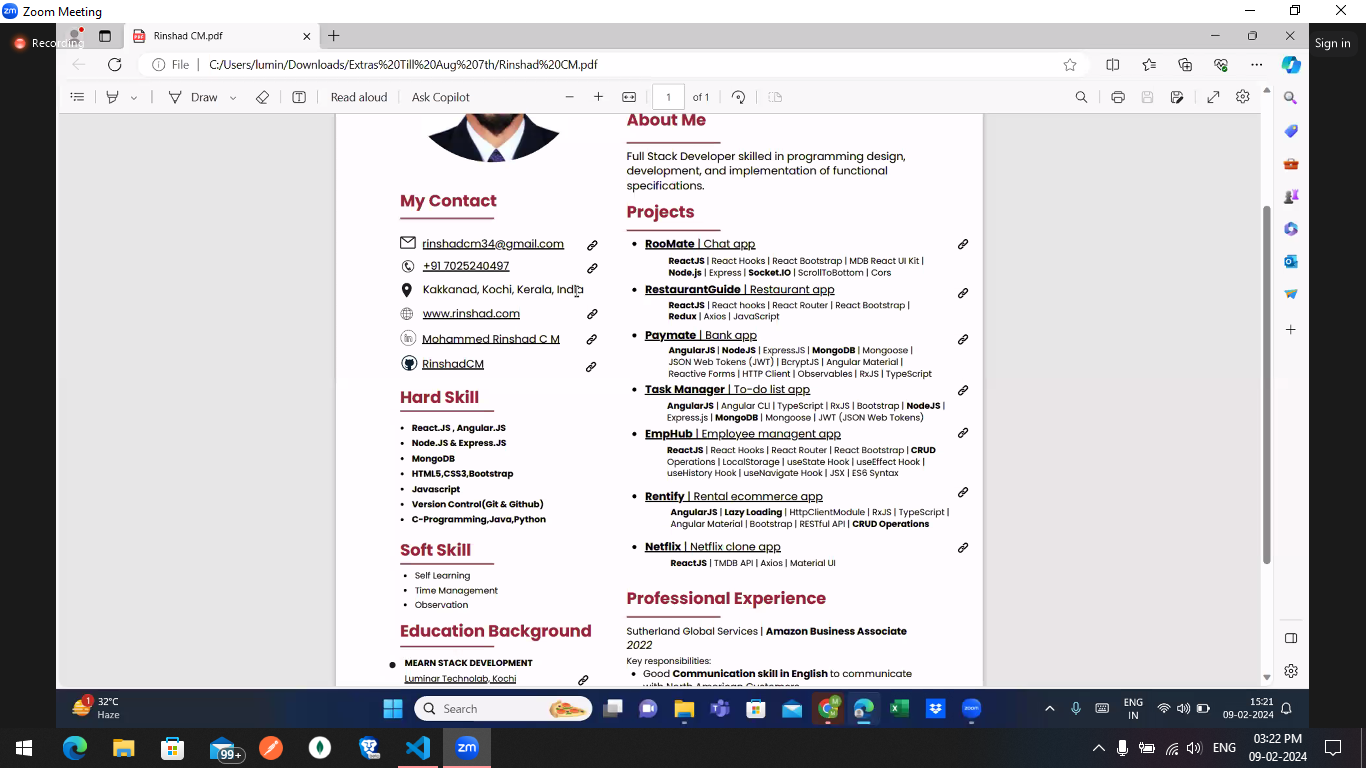 Zoom Meeting
Recording
Rinshad CM.pdf
Sign in
File
C:/Users/lumin/Downloads/Extras%20Till%20Aug%207th/Rinshad%20CM.pdf
Draw
Read aloud
Ask Copilot
1
of 1
My Contact
rinshadcm34@gmail.com
+91 7025240497
Kakkanad, Kochi, Kerala, India
www.rinshad.com
Mohammed Rinshad C M
RinshadCM
Hard Skill
• React.JS , Angular.JS
• Node.JS & Express.JS
• MongoDB
• HTML5,CSS3,Bootstrap
• Javascript
• Version Control(Git & Github)
• C-Programming,Java,Python
Soft Skill
• Self Learning
• Time Management
• Observation
Education Background
• MEARN STACK DEVELOPMENT
Luminar Technolab, Kochi
About Me
Full Stack Developer skilled in programming design,
development, and implementation of functional
specifications.
Projects
• RooMate | Chat app
ReactJS | React Hooks | React Bootstrap | MDB React UI Kit |
Node.js | Express | Socket.IO | ScrollToBottom | Cors
• RestaurantGuide | Restaurant app
ReactJS | React hooks | React Router | React Bootstrap |
Redux | Axios | JavaScript
• Paymate | Bank app
AngularJS | NodeJS | ExpressJS | MongoDB | Mongoose |
JSON Web Tokens (JWT) | BcryptJS | Angular Material |
Reactive Forms | HTTP Client | Observables | RxJS | TypeScript
• Task Manager | To-do list app
AngularJS | Angular CLI | TypeScript | RxJS | Bootstrap | NodeJS |
Express.js | MongoDB | Mongoose | JWT (JSON Web Tokens)
• EmpHub | Employee managent app
ReactJS | React Hooks | React Router | React Bootstrap | CRUD
Operations | LocalStorage | useState Hook | useEffect Hook |
useHistory Hook | useNavigate Hook | JSX | ES6 Syntax
• Rentify | Rental ecommerce app
AngularJS | Lazy Loading | HttpClientModule | RxJS | TypeScript |
Angular Material | Bootstrap | RESTful API | CRUD Operations
• Netflix | Netflix clone app
ReactJS | TMDB API | Axios | Material UI
Professional Experience
Sutherland Global Services | Amazon Business Associate
2022
Key responsibilities:
• Good Communication skill in English to communicate
with North American Customers
1
32°C
Haze
Search
ENG
IN
15:21
09-02-2024
99+
zm
ENG
03:22 PM
09-02-2024